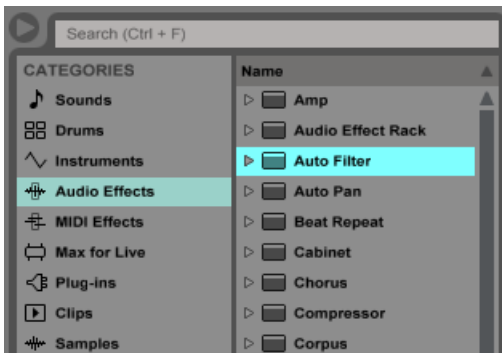 Search (Ctrl + F)
CATEGORIES
Sounds
Drums
Instruments
Audio Effects
MIDI Effects
Max for Live
Plug-ins
Clips
Samples
Name
Amp
Audio Effect Rack
Auto Filter
Auto Pan
Beat Repeat
Cabinet
Chorus
Compressor
Corpus